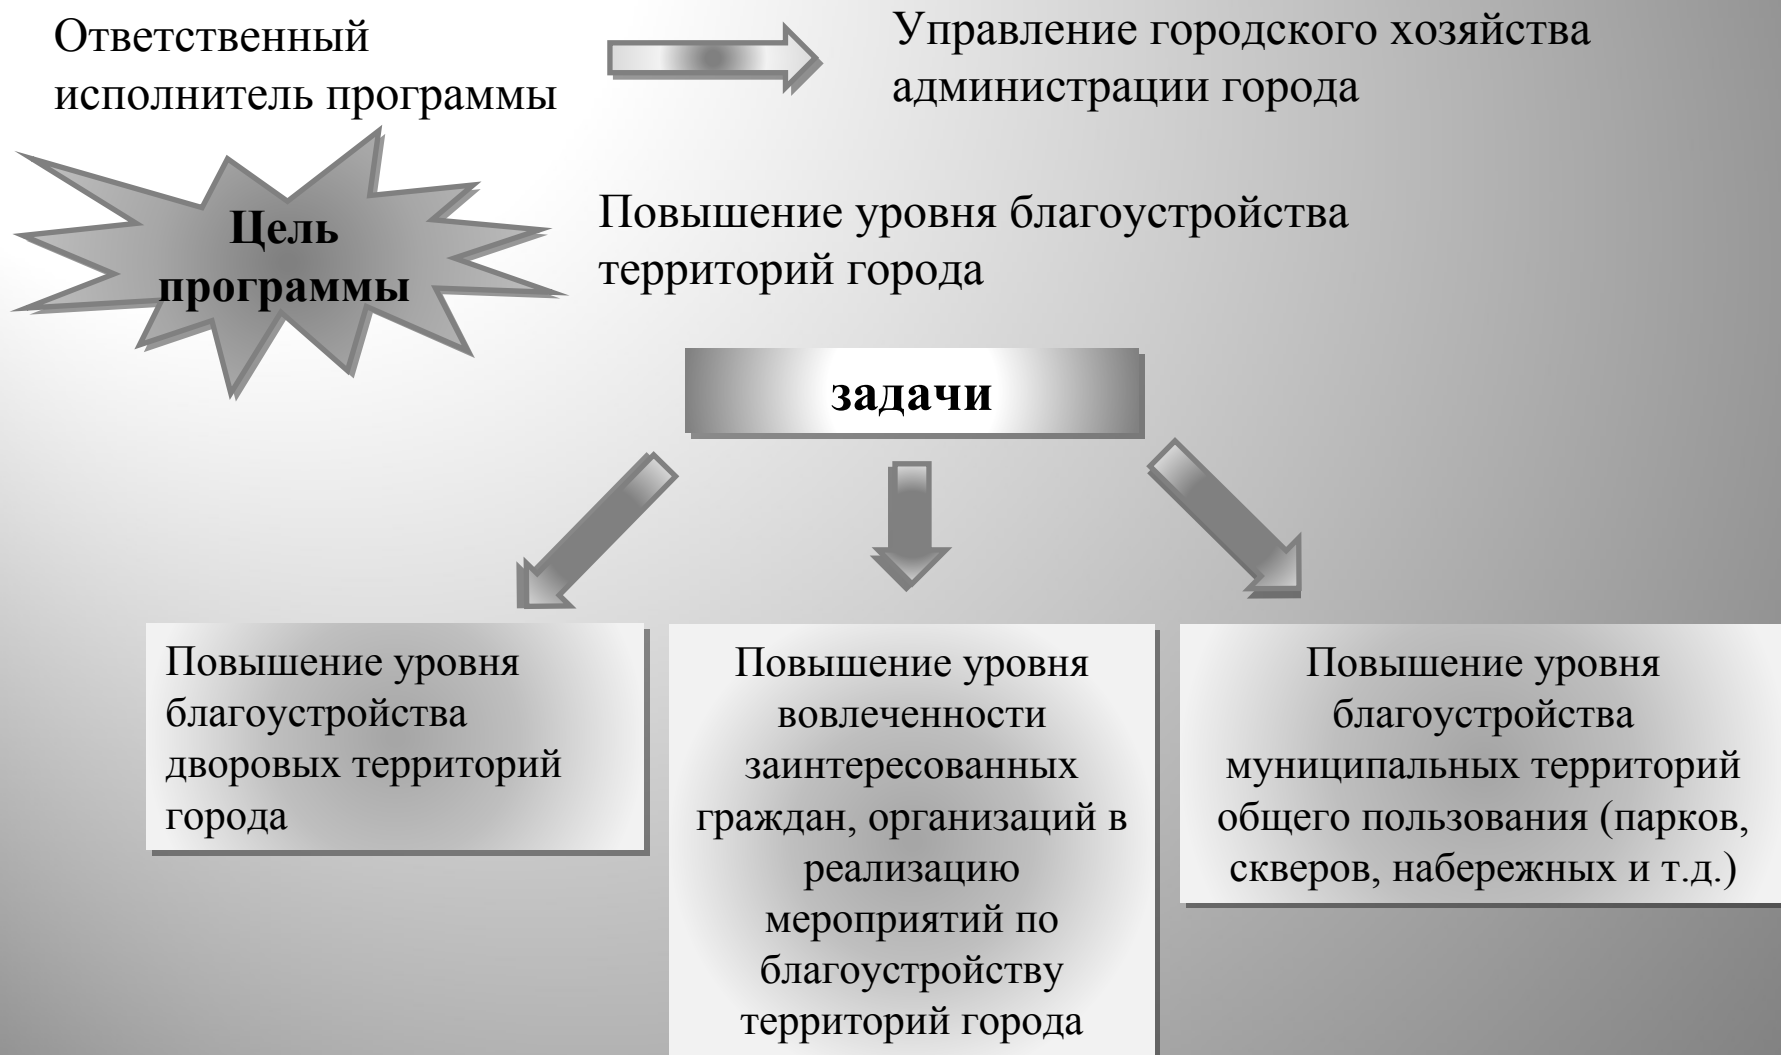 Ответственный
исполнитель программы
Управление городского хозяйства
администрации города
Цель
программы
Повышение уровня благоустройства
территорий города
задачи
Повышение уровня
благоустройства
дворовых территорий
города
Повышение уровня
вовлеченности
заинтересованных
граждан, организаций в
реализацию
мероприятий по
благоустройству
территорий города
Повышение уровня
благоустройства
муниципальных территорий
общего пользования (парков,
скверов, набережных и т.д.)